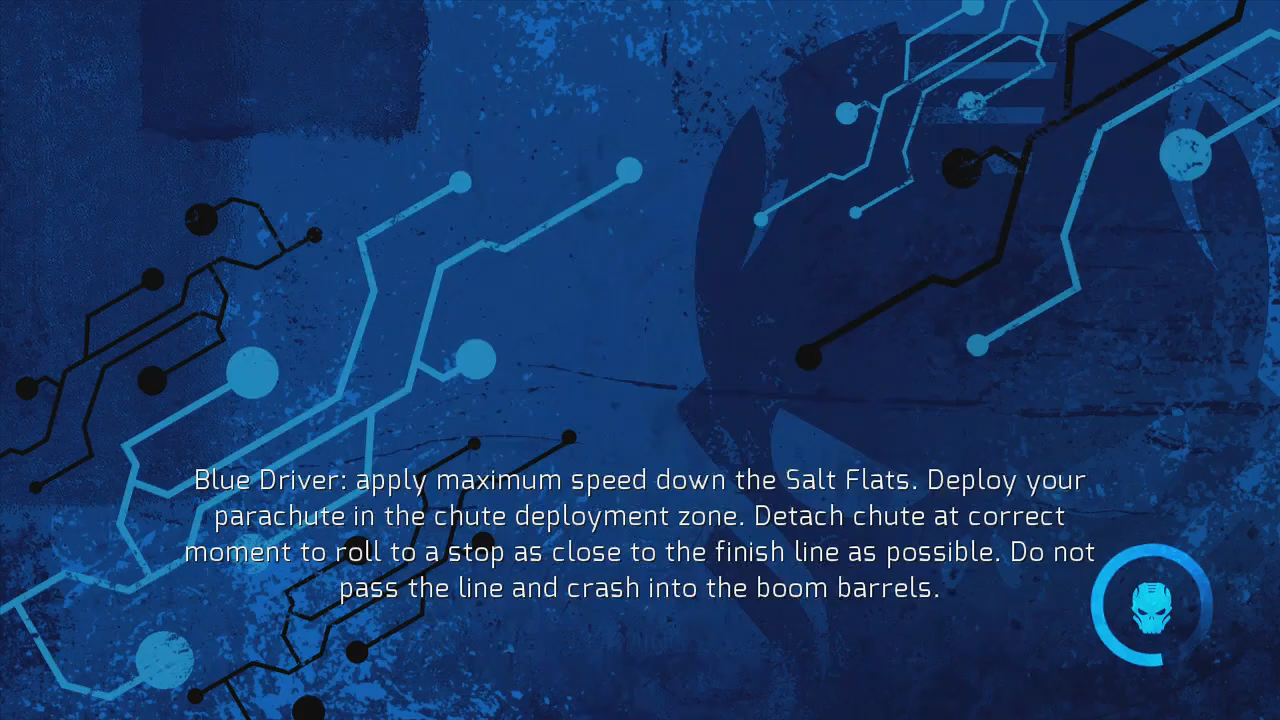 Blue Driver: apply maximum speed down the Salt Flats. Deploy your
parachute in the chute deployment zone. Detach chute at correct
moment to roll to a stop as close to the finish line as possible. Do not
pass the line and crash into the boom barrels.